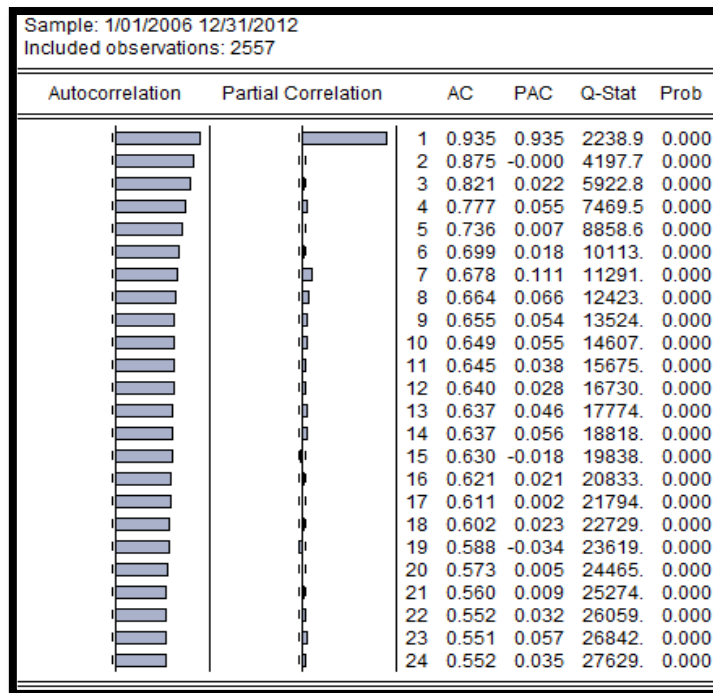 Sample: 1/01/2006 12/31/2012
Included observations: 2557
Autocorrelation Partial Correlation AC PAC Q-Stat Prob
1 0.935 0.935 2238.9 0.000
2 0.875 -0.000 4197.7 0.000
3 0.821 0.022 5922.8 0.000
4 0.777 0.055 7469.5 0.000
5 0.736 0.007 8858.6 0.000
6 0.699 0.018 10113. 0.000
7 0.678 0.111 11291. 0.000
8 0.664 0.066 12423. 0.000
9 0.655 0.054 13524. 0.000
10 0.649 0.055 14607. 0.000
11 0.645 0.038 15675. 0.000
12 0.640 0.028 16730. 0.000
13 0.637 0.046 17774. 0.000
14 0.637 0.056 18818. 0.000
15 0.630 -0.018 19838. 0.000
16 0.621 0.021 20833. 0.000
17 0.611 0.002 21794. 0.000
18 0.602 0.023 22729. 0.000
19 0.588 -0.034 23619. 0.000
20 0.573 0.005 24465. 0.000
21 0.560 0.009 25274. 0.000
22 0.552 0.032 26059. 0.000
23 0.551 0.057 26842. 0.000
24 0.552 0.035 27629. 0.000